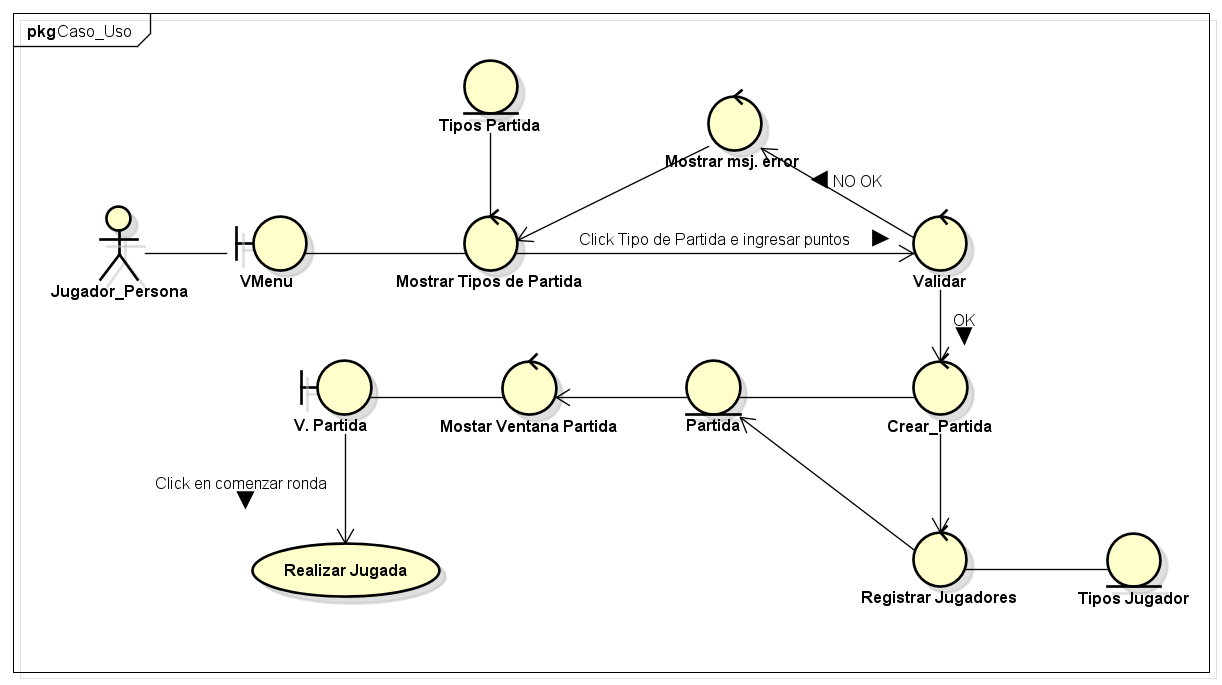 pkg Caso_Uso
Tipos Partida
Mostrar msj. error
NO OK
Click Tipo de Partida e ingresar puntos
Jugador_Persona
VMenu
Mostrar Tipos de Partida
Validar
OK
V. Partida
Mostar Ventana Partida
Partida
Crear_Partida
Click en comenzar ronda
Realizar Jugada
Registrar Jugadores
Tipos Jugador